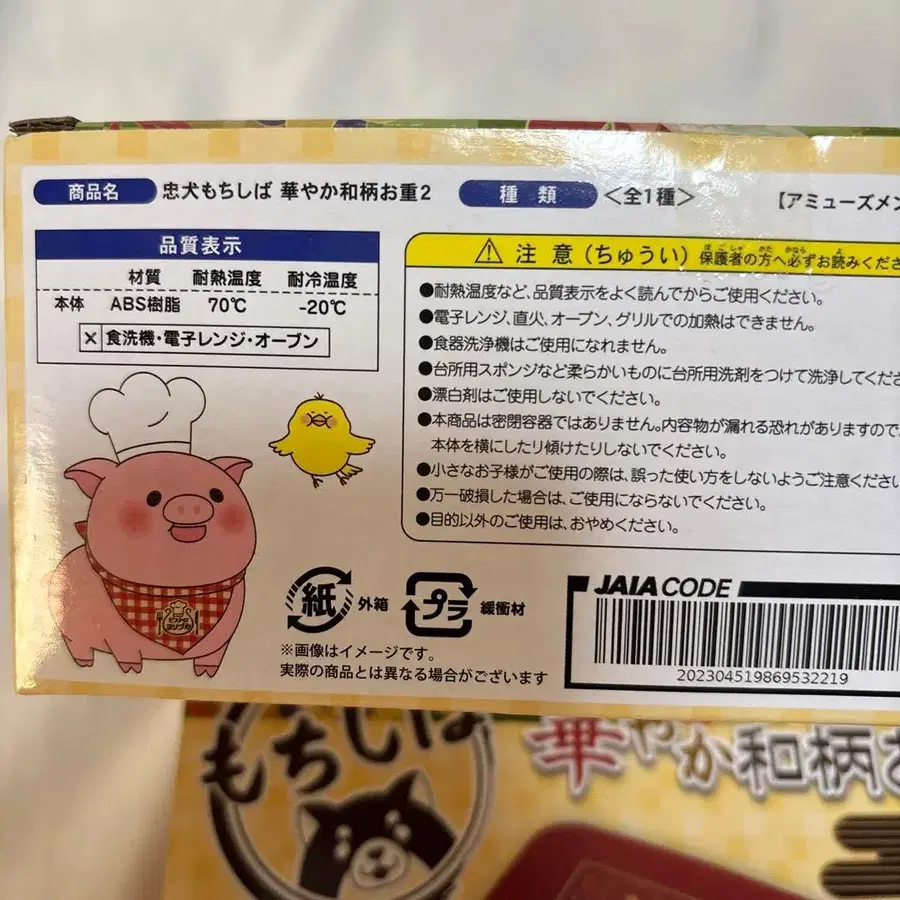 商品名 忠犬もちしば 華やか和柄お重2 種類 <全1種> 【アミューズメン
品質表示
材質 耐熱温度 耐冷温度
本体 ABS樹脂 70℃ -20℃
× 食洗機・電子レンジ・オーブン
⚠ 注意(ちゅうい) 保護者の方へ必ずお読みくださ
●耐熱温度など、品質表示をよく読んでからご使用ください。
●電子レンジ、直火、オーブン、グリルでの加熱はできません。
●食器洗浄機はご使用になれません。
●台所用スポンジなど柔らかいものに台所用洗剤をつけて洗浄してくださ
●漂白剤はご使用しないでください。
●本商品は密閉容器ではありません。内容物が漏れる恐れがありますので、
本体を横にしたり傾けたりしないでください。
●小さなお子様がご使用の際は、誤った使い方をしないようご注意ください
●万一破損した場合は、ご使用にならないでください。
●目的以外のご使用は、おやめください。
紙 外箱 プラ 緩衝材
※画像はイメージです。
実際の商品とは異なる場合がございます
JAIA CODE
202304519869532219
もちしば
華やか和柄お